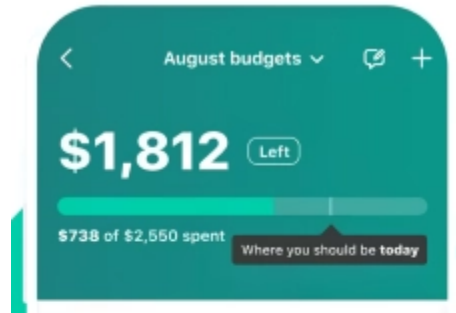 August budgets
$1,812 Left
$738 of $2,550 spent
Where you should be today